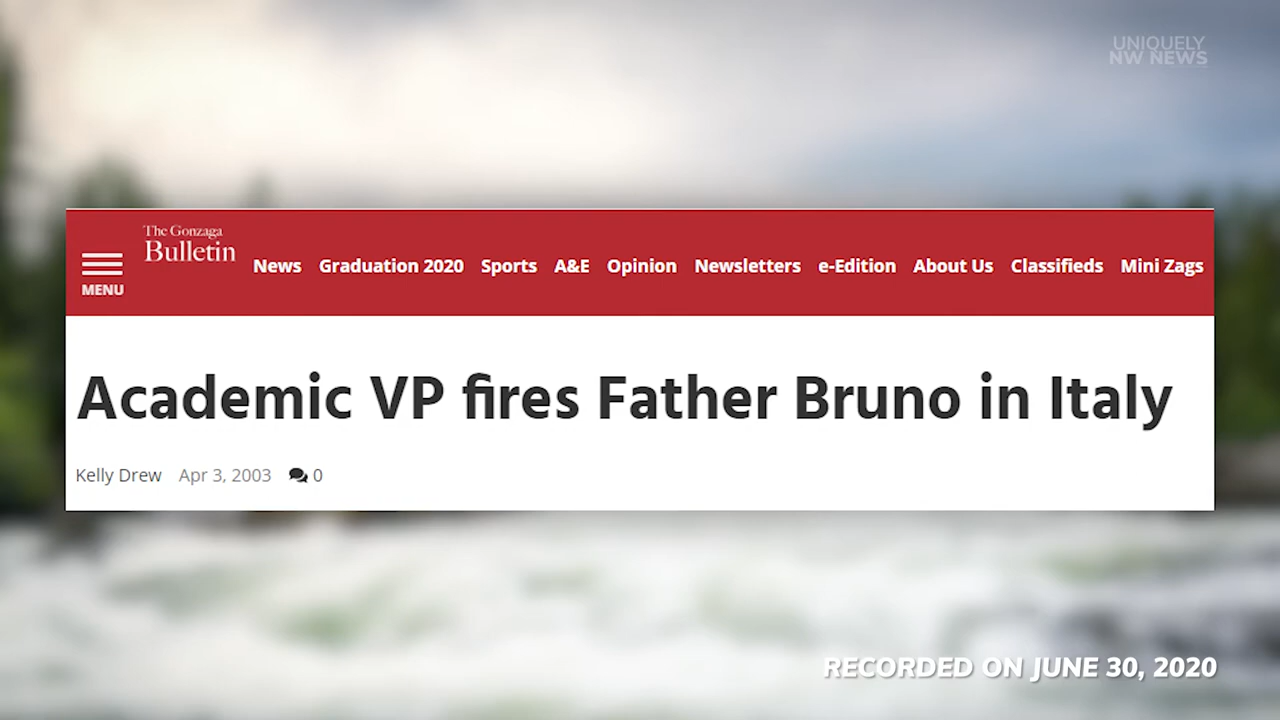 UNIQUELY
NW NEWS
The Gonzaga
Bulletin
MENU
News Graduation 2020 Sports A&E Opinion Newsletters e-Edition About Us Classifieds Mini Zags
Academic VP fires Father Bruno in Italy
Kelly Drew Apr 3, 2003 0
RECORDED ON JUNE 30, 2020